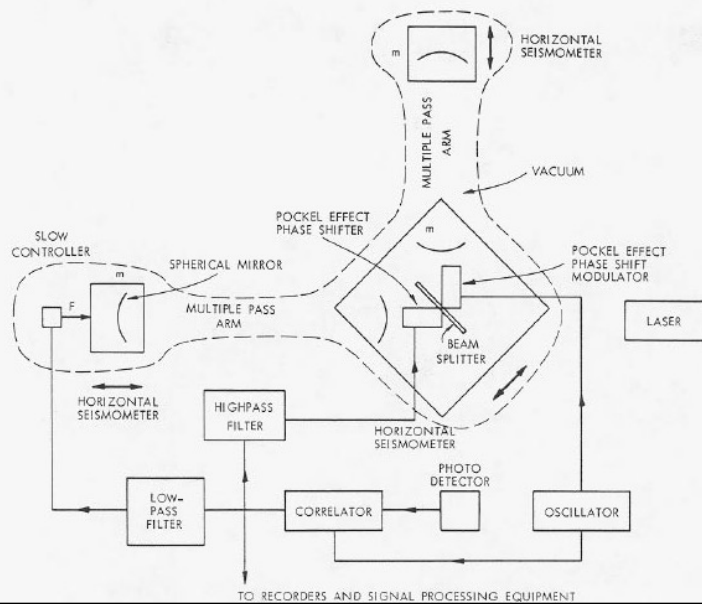 m
HORIZONTAL
SEISMOMETER
MULTIPLE PASS
ARM
VACUUM
POCKEL EFFECT
PHASE SHIFTER
m
SLOW
CONTROLLER
m
SPHERICAL MIRROR
POCKEL EFFECT
PHASE SHIFT
MODULATOR
F
MULTIPLE PASS
ARM
LASER
BEAM
SPLITTER
HORIZONTAL
SEISMOMETER
HIGHPASS
FILTER
HORIZONTAL
SEISMOMETER
PHOTO
DETECTOR
LOW-
PASS
FILTER
CORRELATOR
OSCILLATOR
TO RECORDERS AND SIGNAL PROCESSING EQUIPMENT